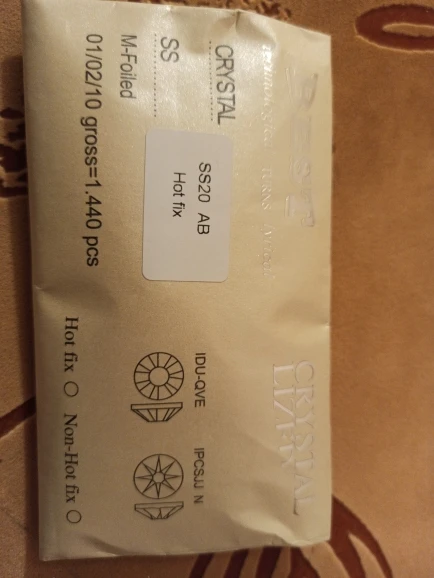 CRYSTAL
SS
M-Foiled
01/02/10 gross=1.440 pcs
SS20 AB
Hot fix
CRYSTAL
IDU-QVE
IPCSJJ N
Hot fix
Non-Hot fix